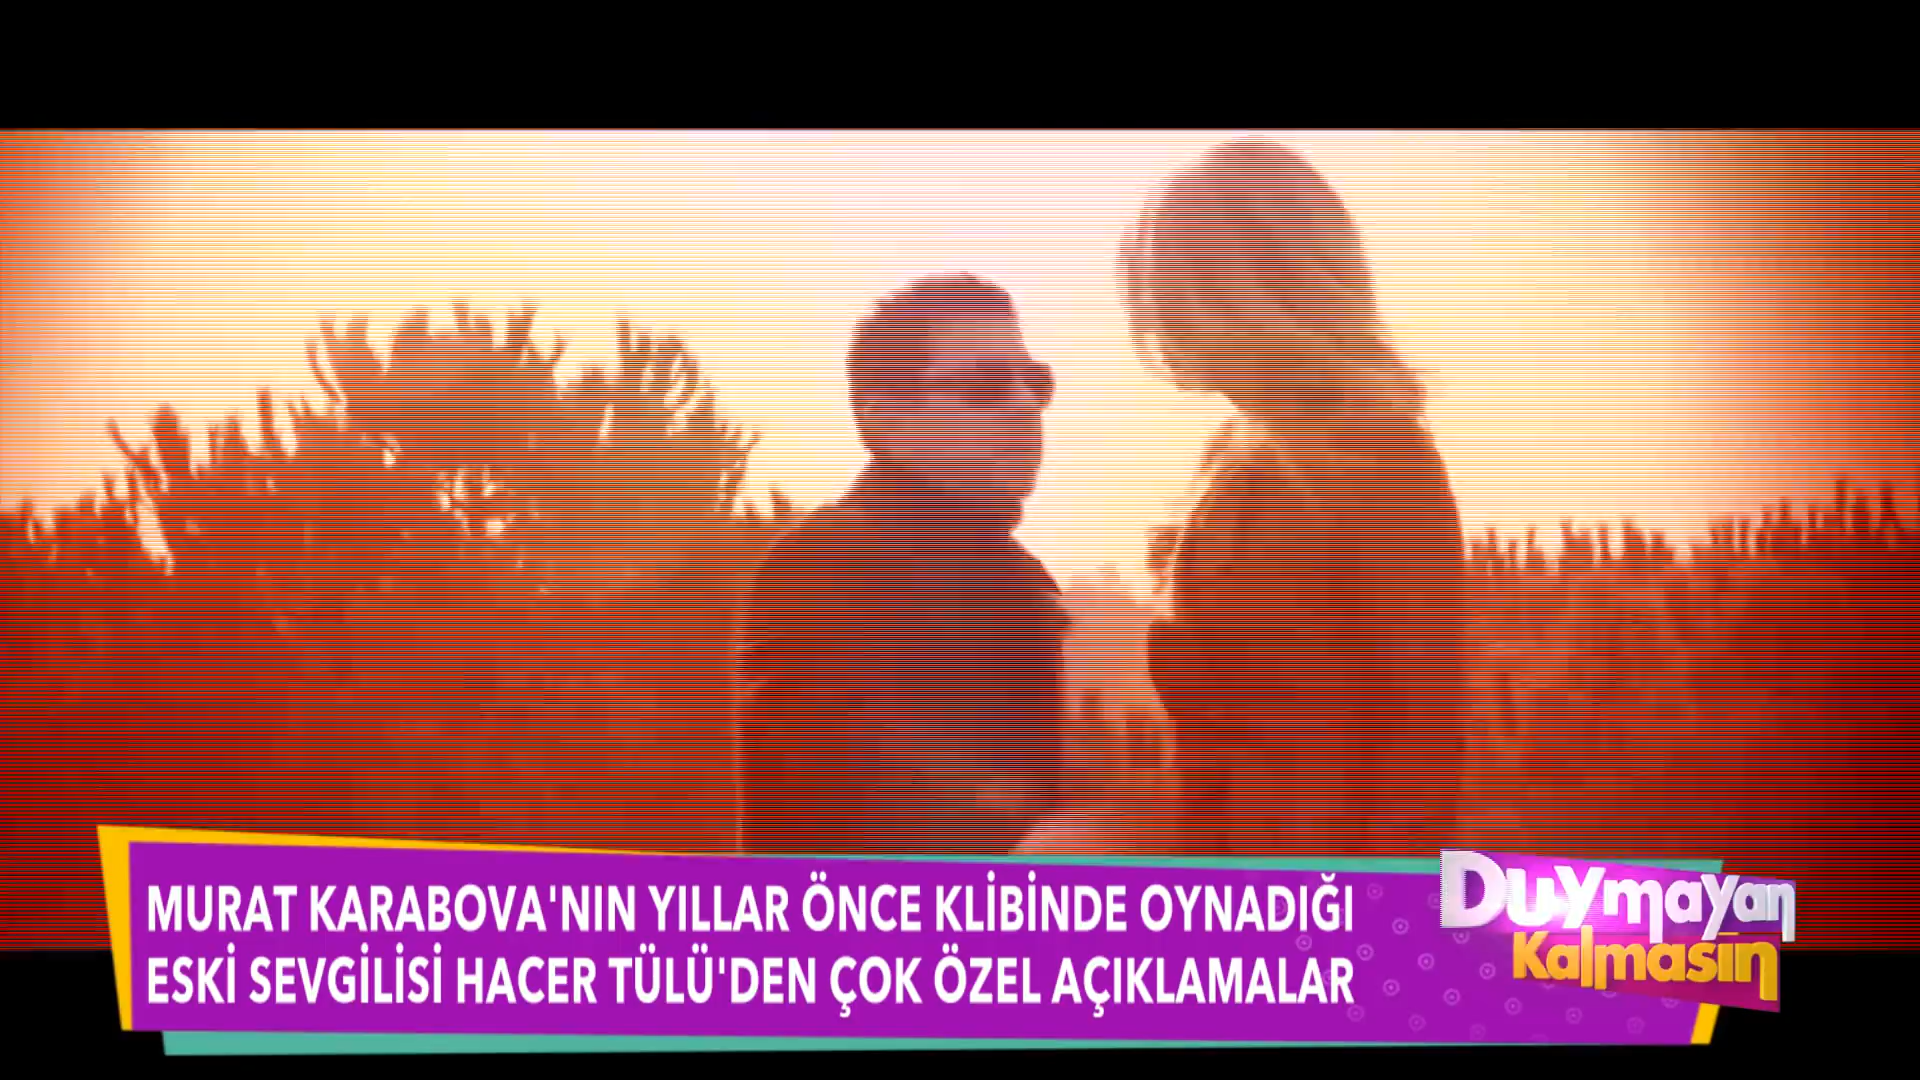 MURAT KARABOVA'NIN YILLAR ÖNCE KLİBİNDE OYNADIĞI
ESKİ SEVGİLİSİ HACER TÜLÜ'DEN ÇOK ÖZEL AÇIKLAMALAR
Duymayan
Kalmasın